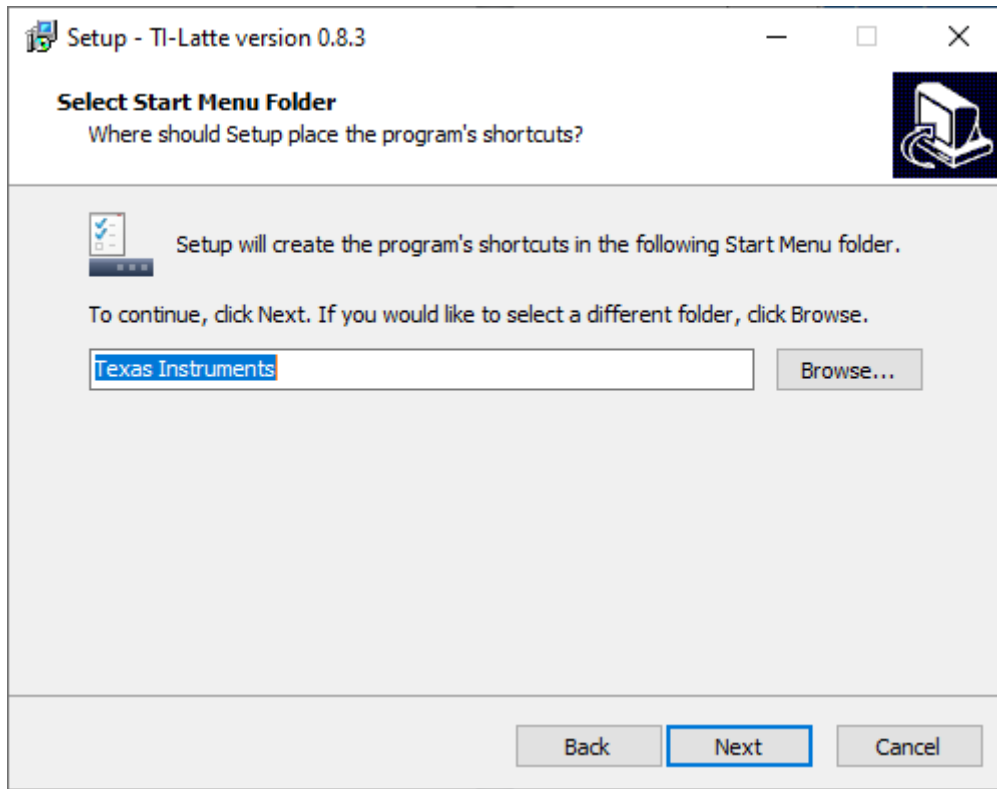 Setup - TI-Latte version 0.8.3
Select Start Menu Folder
Where should Setup place the program's shortcuts?
Setup will create the program's shortcuts in the following Start Menu folder.
To continue, click Next. If you would like to select a different folder, click Browse.
Texas Instruments
Browse...
Back
Next
Cancel